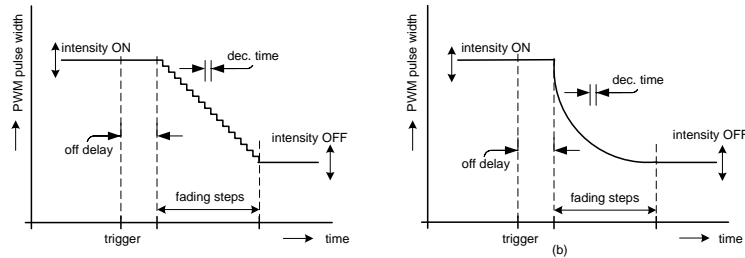 PWM pulse width
intensity ON
dec. time
intensity OFF
off delay
fading steps
trigger
time
PWM pulse width
intensity ON
dec. time
intensity OFF
off delay
fading steps
trigger
time
(b)